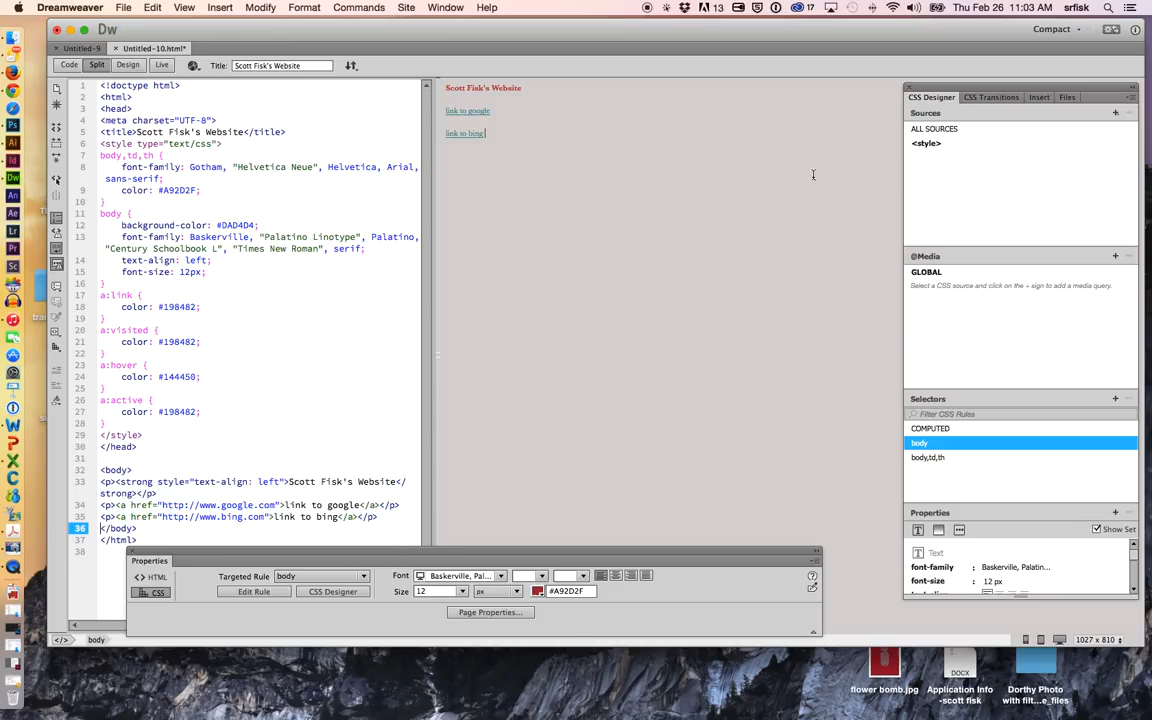 Dreamweaver File Edit View Insert Modify Format Commands Site Window Help
13
17
Thu Feb 26 11:03 AM srfisk
Dw
Compact
× Untitled-9 × Untitled-10.html*
Code Split Design Live Title: Scott Fisk's Website
1 <!doctype html>
2 <html>
3 <head>
4 <meta charset="UTF-8">
5 <title>Scott Fisk's Website</title>
6 <style type="text/css">
7 body,td,th {
8 font-family: Gotham, "Helvetica Neue", Helvetica, Arial,
sans-serif;
9 color: #A92D2F;
10 }
11 body {
12 background-color: #DAD4D4;
13 font-family: Baskerville, "Palatino Linotype", Palatino,
"Century Schoolbook L", "Times New Roman", serif;
14 text-align: left;
15 font-size: 12px;
16 }
17 a:link {
18 color: #198482;
19 }
20 a:visited {
21 color: #198482;
22 }
23 a:hover {
24 color: #144450;
25 }
26 a:active {
27 color: #198482;
28 }
29 </style>
30 </head>
31
32 <body>
33 <p><strong style="text-align: left">Scott Fisk's Website</
strong></p>
34 <p><a href="http://www.google.com">link to google</a></p>
35 <p><a href="http://www.bing.com">link to bing</a></p>
36 </body>
37 </html>
38
Scott Fisk's Website
link to google
link to bing
CSS Designer CSS Transitions Insert Files
Sources +
ALL SOURCES
<style>
@Media +
GLOBAL
Select a CSS source and click on the + sign to add a media query.
Selectors +
Filter CSS Rules
COMPUTED
body
body,td,th
Properties +
T Show Set
T Text
font-family : Baskerville, Palatin...
font-size : 12 px
Properties
<> HTML Targeted Rule body Font Baskerville, Pal...
CSS Edit Rule CSS Designer Size 12 px #A92D2F
Page Properties...
</> body
1027 x 810
flower bomb.jpg
Application Info
-scott fisk
Dorthy Photo
with filt...e_files
DOCX
Ps
Ai
Id
Dw
An
Ae
Lr
Pr
Sc